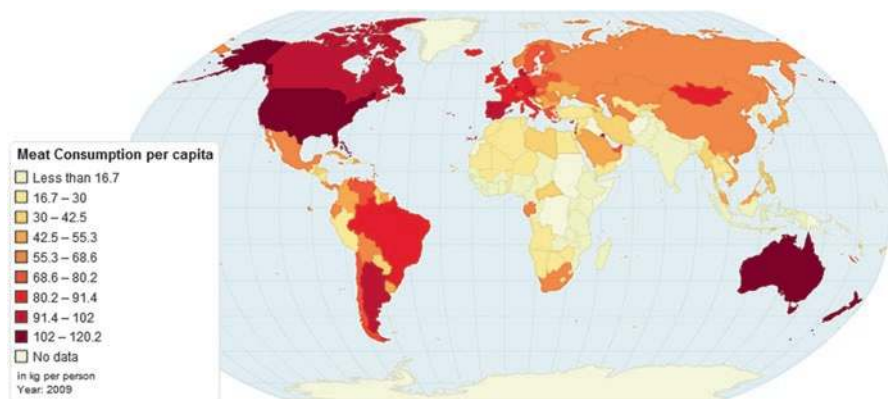 Meat Consumption per capita
Less than 16.7
16.7 – 30
30 – 42.5
42.5 – 55.3
55.3 – 68.6
68.6 – 80.2
80.2 – 91.4
91.4 – 102
102 – 120.2
No data
in kg per person
Year: 2009